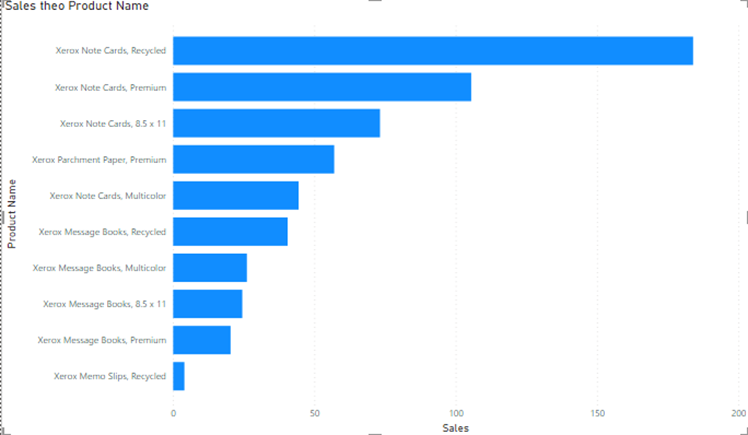 Sales theo Product Name
Product Name
Xerox Note Cards, Recycled
Xerox Note Cards, Premium
Xerox Note Cards, 8.5 x 11
Xerox Parchment Paper, Premium
Xerox Note Cards, Multicolor
Xerox Message Books, Recycled
Xerox Message Books, Multicolor
Xerox Message Books, 8.5 x 11
Xerox Message Books, Premium
Xerox Memo Slips, Recycled
0 50 100 150 200
Sales